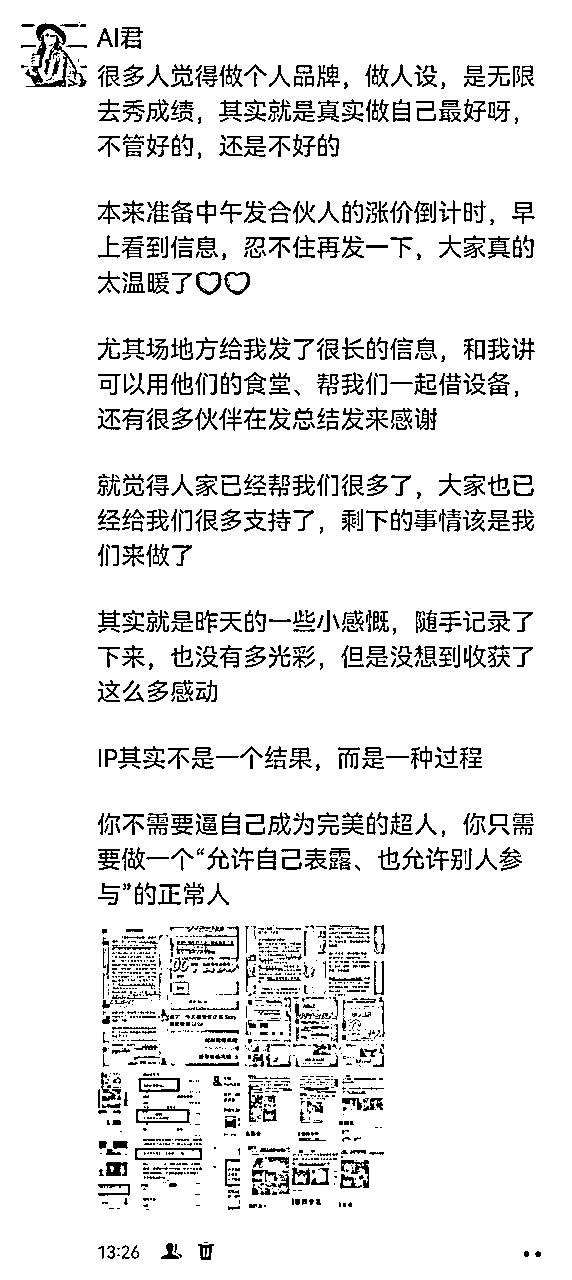 AI君
很多人觉得做个人品牌，做人设，是无限
去秀成绩，其实就是真实做自己最好呀，
不管好的，还是不好的
本来准备中午发合伙人的涨价倒计时，早
上看到信息，忍不住再发一下，大家真的
太温暖了♡♡
尤其场地方给我发了很长的信息，和我讲
可以用他们的食堂、帮我们一起借设备，
还有很多伙伴在发总结发来感谢
就觉得人家已经帮我们很多了，大家也已
经给我们很多支持了，剩下的事情该是我
们来做了
其实就是昨天的一些小感慨，随手记录了
下来，也没有多光彩，但是没想到收获了
这么多感动
IP其实不是一个结果，而是一种过程
你不需要逼自己成为完美的超人，你只需
要做一个“允许自己表露、也允许别人参
与”的正常人
13:26